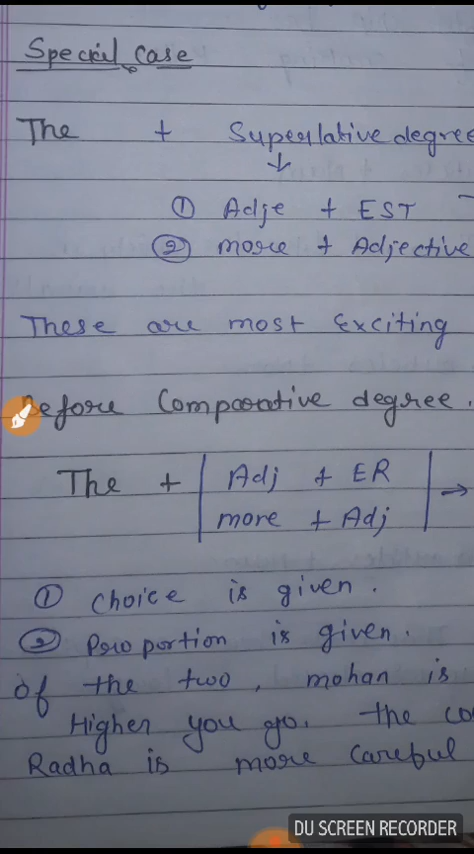 Special case
The + Superlative degree
↓
① Adje + EST
② more + Adjective
These are most exciting
Before Comparative degree.
The + | Adj + ER | →
more + Adj
① choice is given.
② Proportion is given.
of the two, mohan is
Higher you go. the co
Radha is more careful
DU SCREEN RECORDER